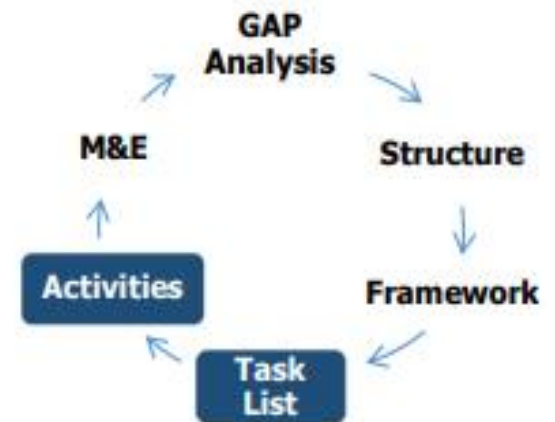 GAP
Analysis
Structure
Framework
Task
List
Activities
M&E